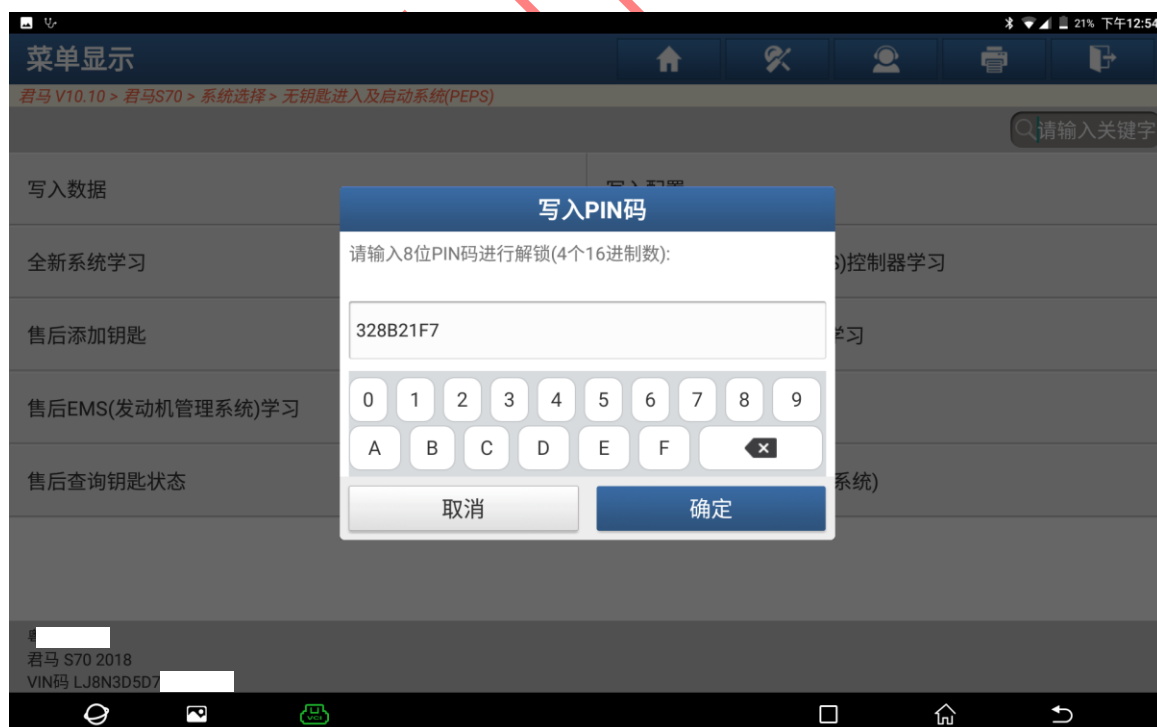 21% 下午12:54
菜单显示
君马 V10.10 > 君马S70 > 系统选择 > 无钥匙进入及启动系统(PEPS)
请输入关键字
写入数据
写入配置
写入PIN码
请输入8位PIN码进行解锁(4个16进制数):
全新系统学习
)控制器学习
328B21F7
售后添加钥匙
学习
0 1 2 3 4 5 6 7 8 9
售后EMS(发动机管理系统)学习
A B C D E F
售后查询钥匙状态
系统)
取消
确定
君马 S70 2018
VIN码 LJ8N3D5D7
VCI